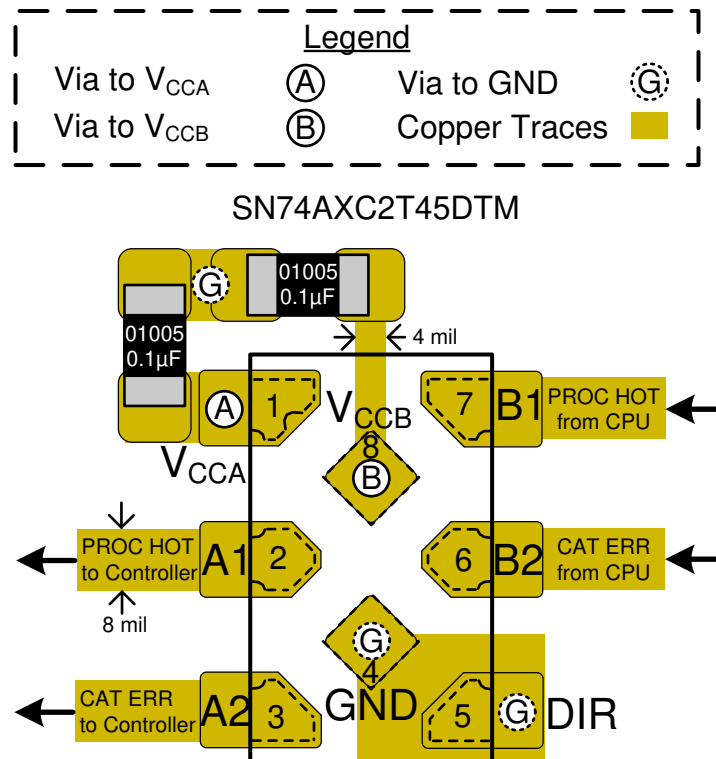 Legend
Via to VCCA A Via to GND G
Via to VCCB B Copper Traces
SN74AXC2T45DTM
G
01005
0.1µF
01005
0.1µF
4 mil
A
1
VCCA
VCCB
8
B
7
B1
PROC HOT
from CPU
PROC HOT
to Controller
A1
2
6
B2
CAT ERR
from CPU
8 mil
G
4
GND
CAT ERR
to Controller
A2
3
5
G
DIR